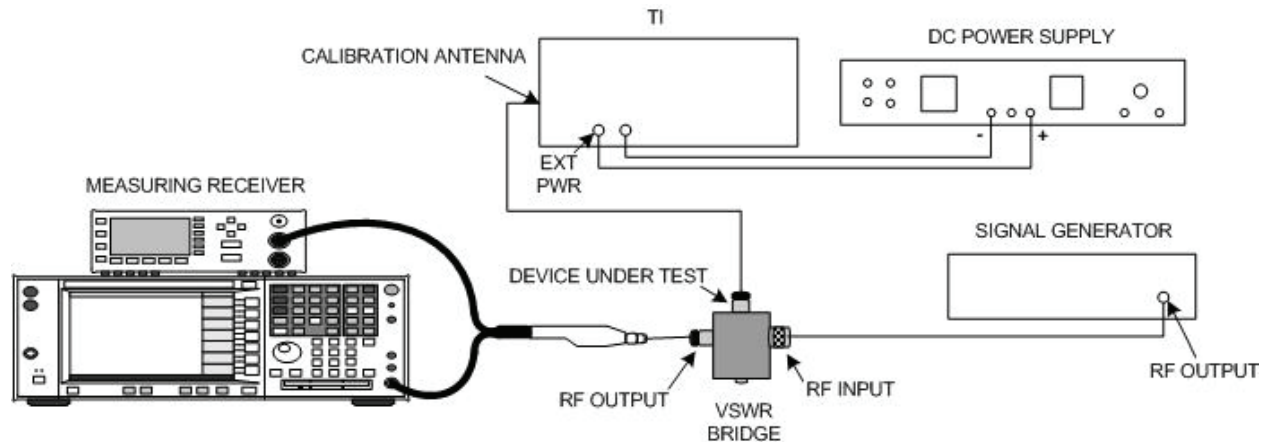 TI
CALIBRATION ANTENNA
DC POWER SUPPLY
- +
EXT
PWR
MEASURING RECEIVER
SIGNAL GENERATOR
DEVICE UNDER TEST
RF OUTPUT
RF INPUT
RF OUTPUT
VSWR
BRIDGE